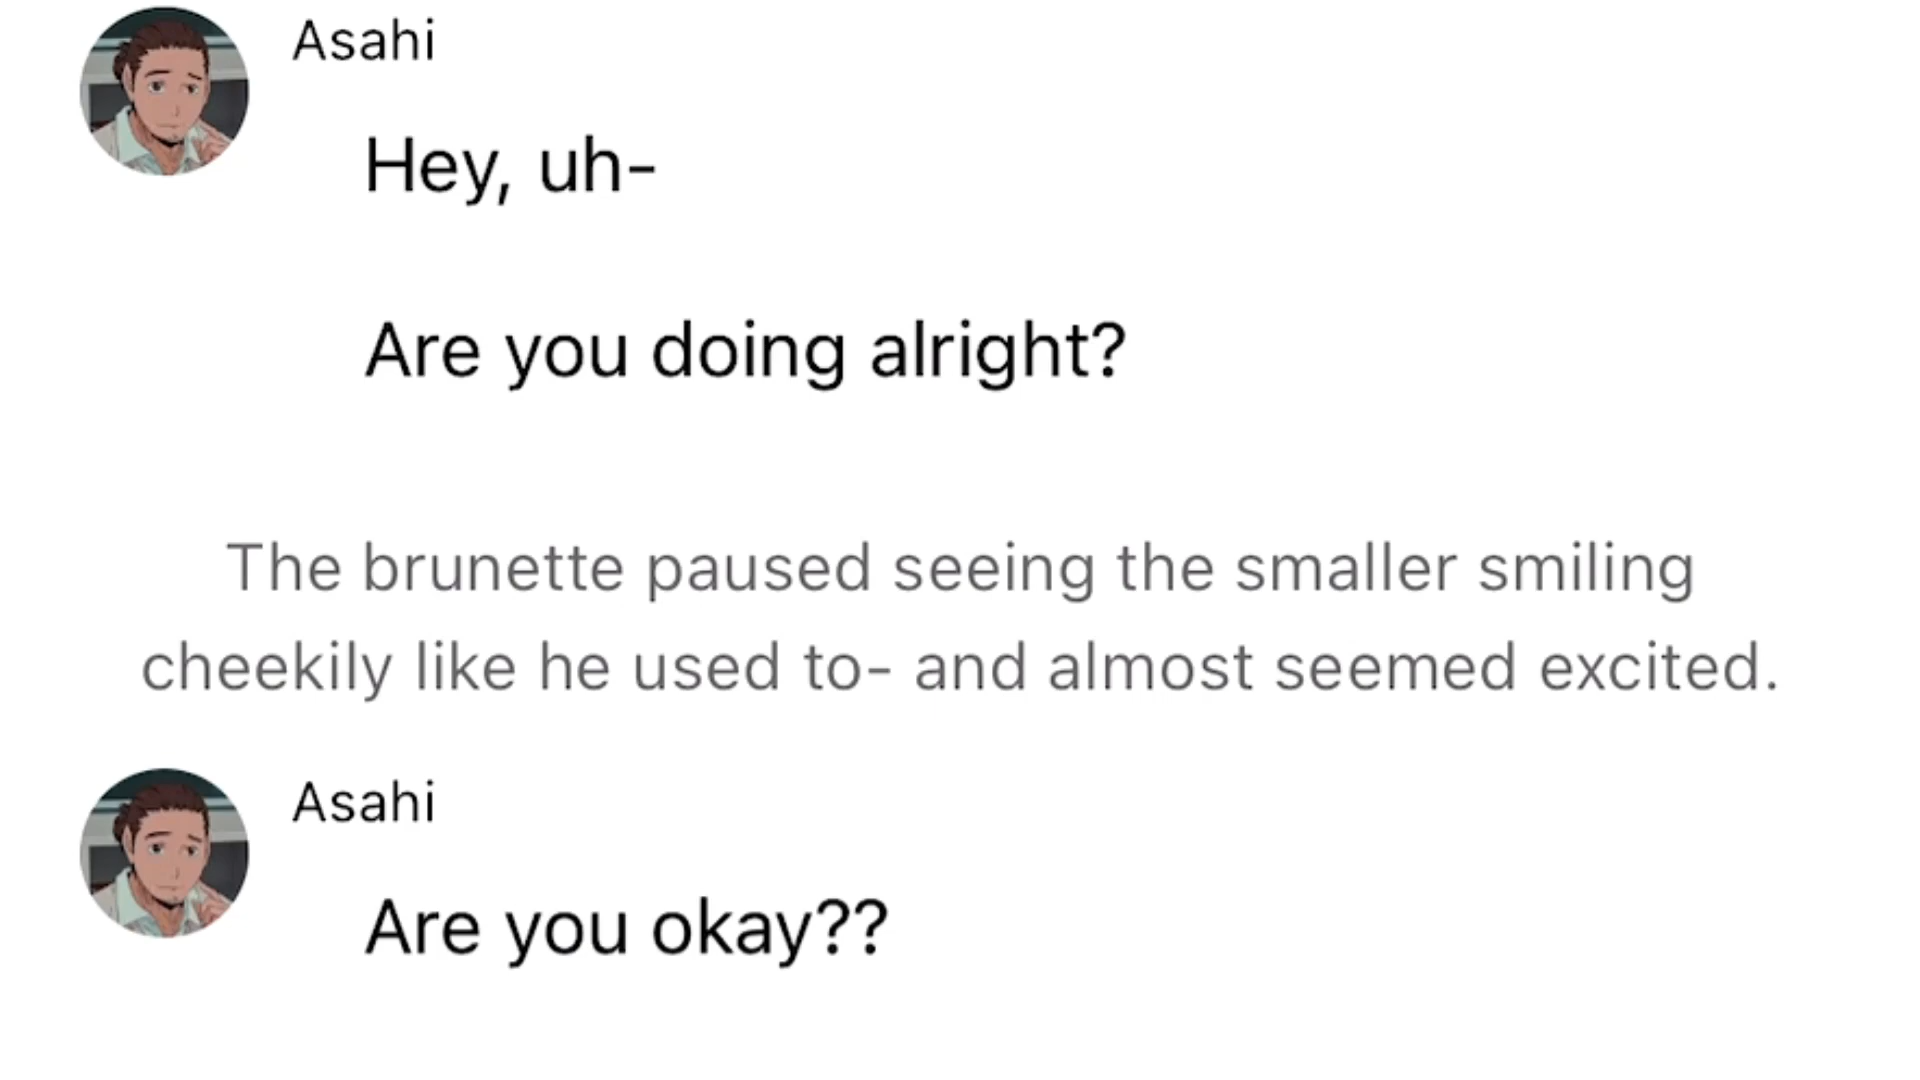 Asahi
Hey, uh-
Are you doing alright?
The brunette paused seeing the smaller smiling
cheekily like he used to- and almost seemed excited.
Asahi
Are you okay??